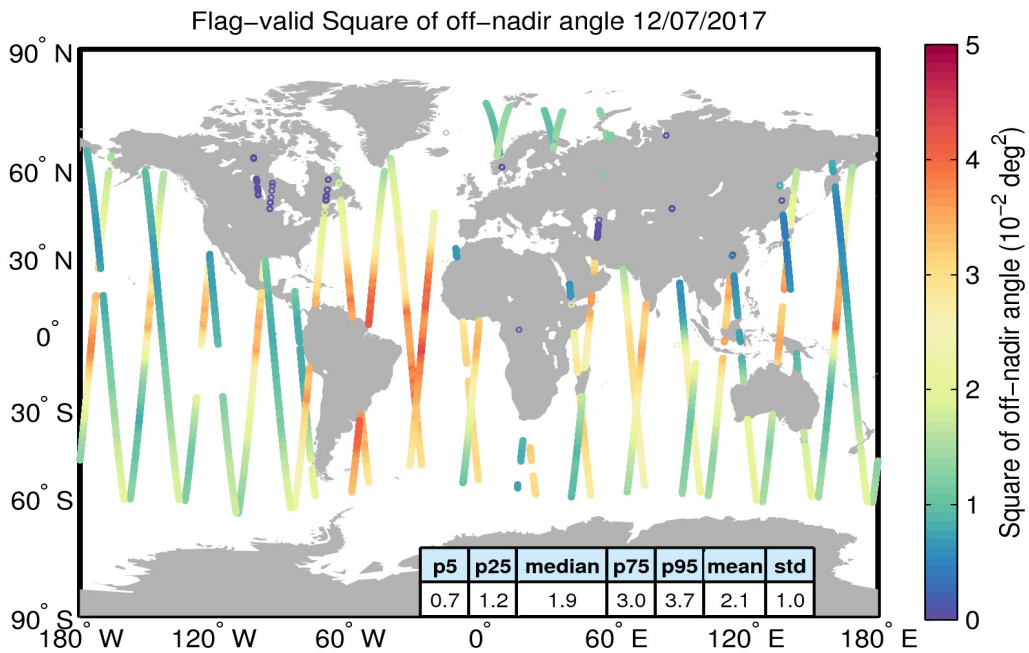 Flag−valid Square of off−nadir angle 12/07/2017
90° N
60° N
30° N
0°
30° S
60° S
90° S
180° W
120° W
60° W
0°
60° E
120° E
180° E
p5 p25 median p75 p95 mean std
0.7 1.2 1.9 3.0 3.7 2.1 1.0
5
4
3
2
1
0
Square of off−nadir angle (10⁻² deg²)